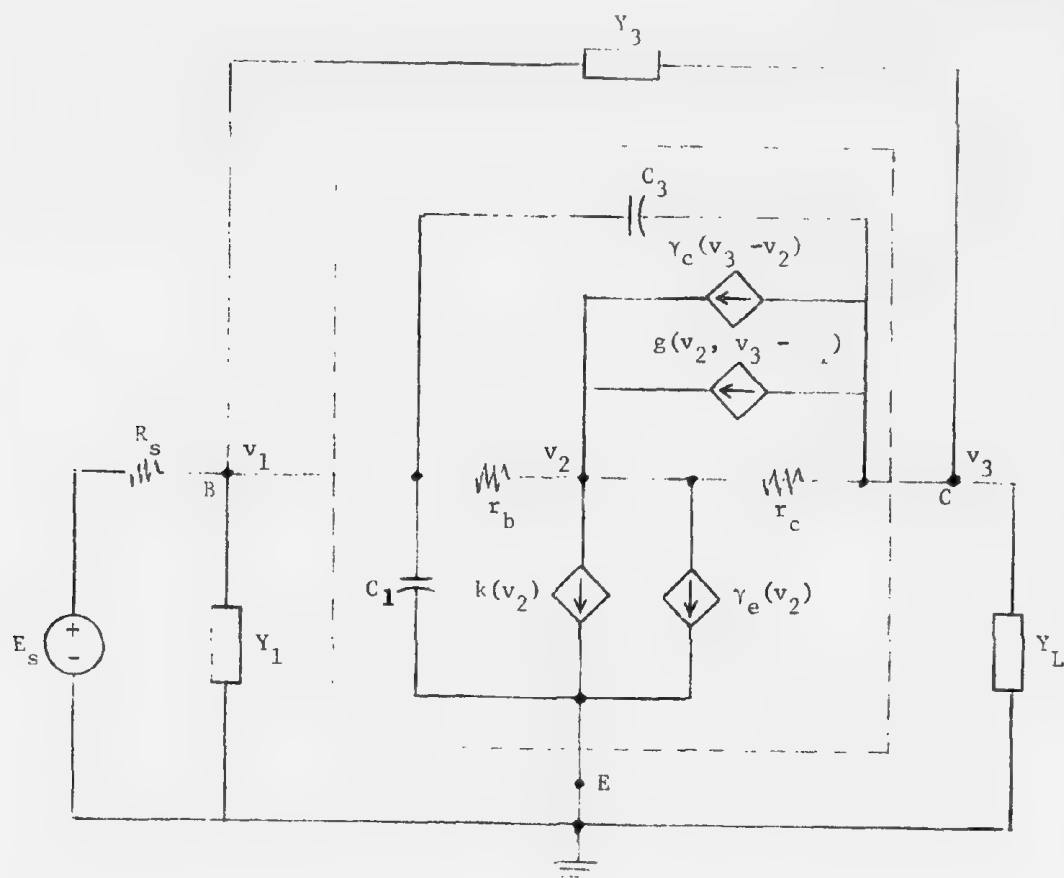 Y3
C3
γc(v3 -v2)
g(v2, v3 - )
Rs
v1
v2
v3
B
rb
rc
C
C1
k(v2)
γe(v2)
Es
Y1
YL
E